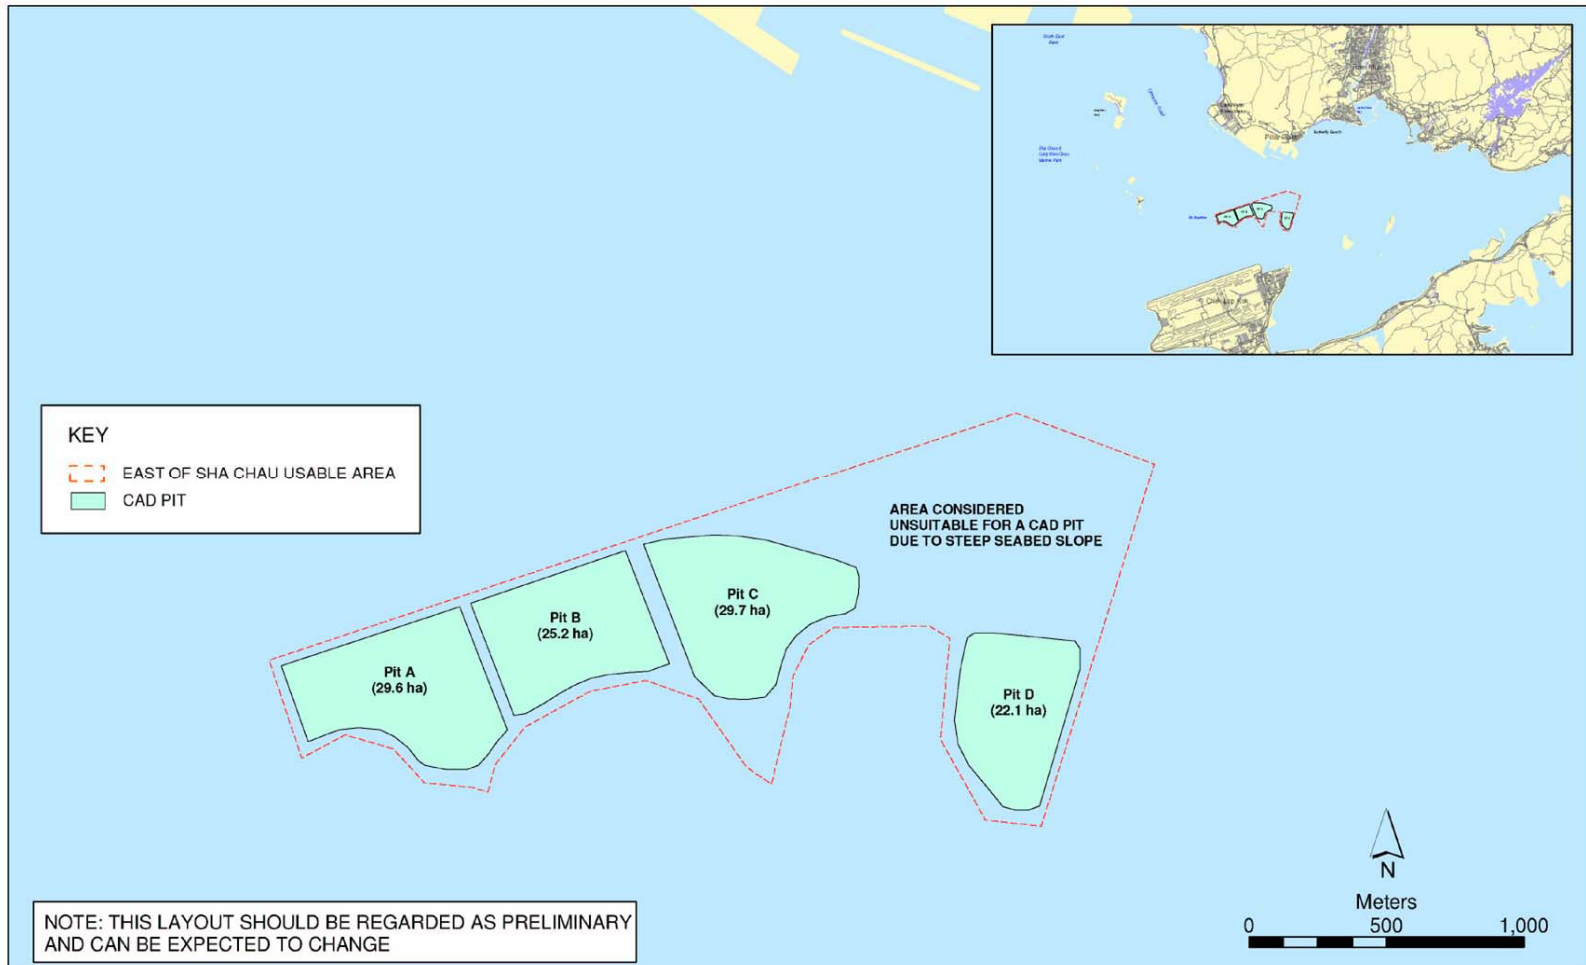 KEY
EAST OF SHA CHAU USABLE AREA
CAD PIT
AREA CONSIDERED
UNSUITABLE FOR A CAD PIT
DUE TO STEEP SEABED SLOPE
Pit A
(29.6 ha)
Pit B
(25.2 ha)
Pit C
(29.7 ha)
Pit D
(22.1 ha)
NOTE: THIS LAYOUT SHOULD BE REGARDED AS PRELIMINARY
AND CAN BE EXPECTED TO CHANGE
N
Meters
0 500 1,000